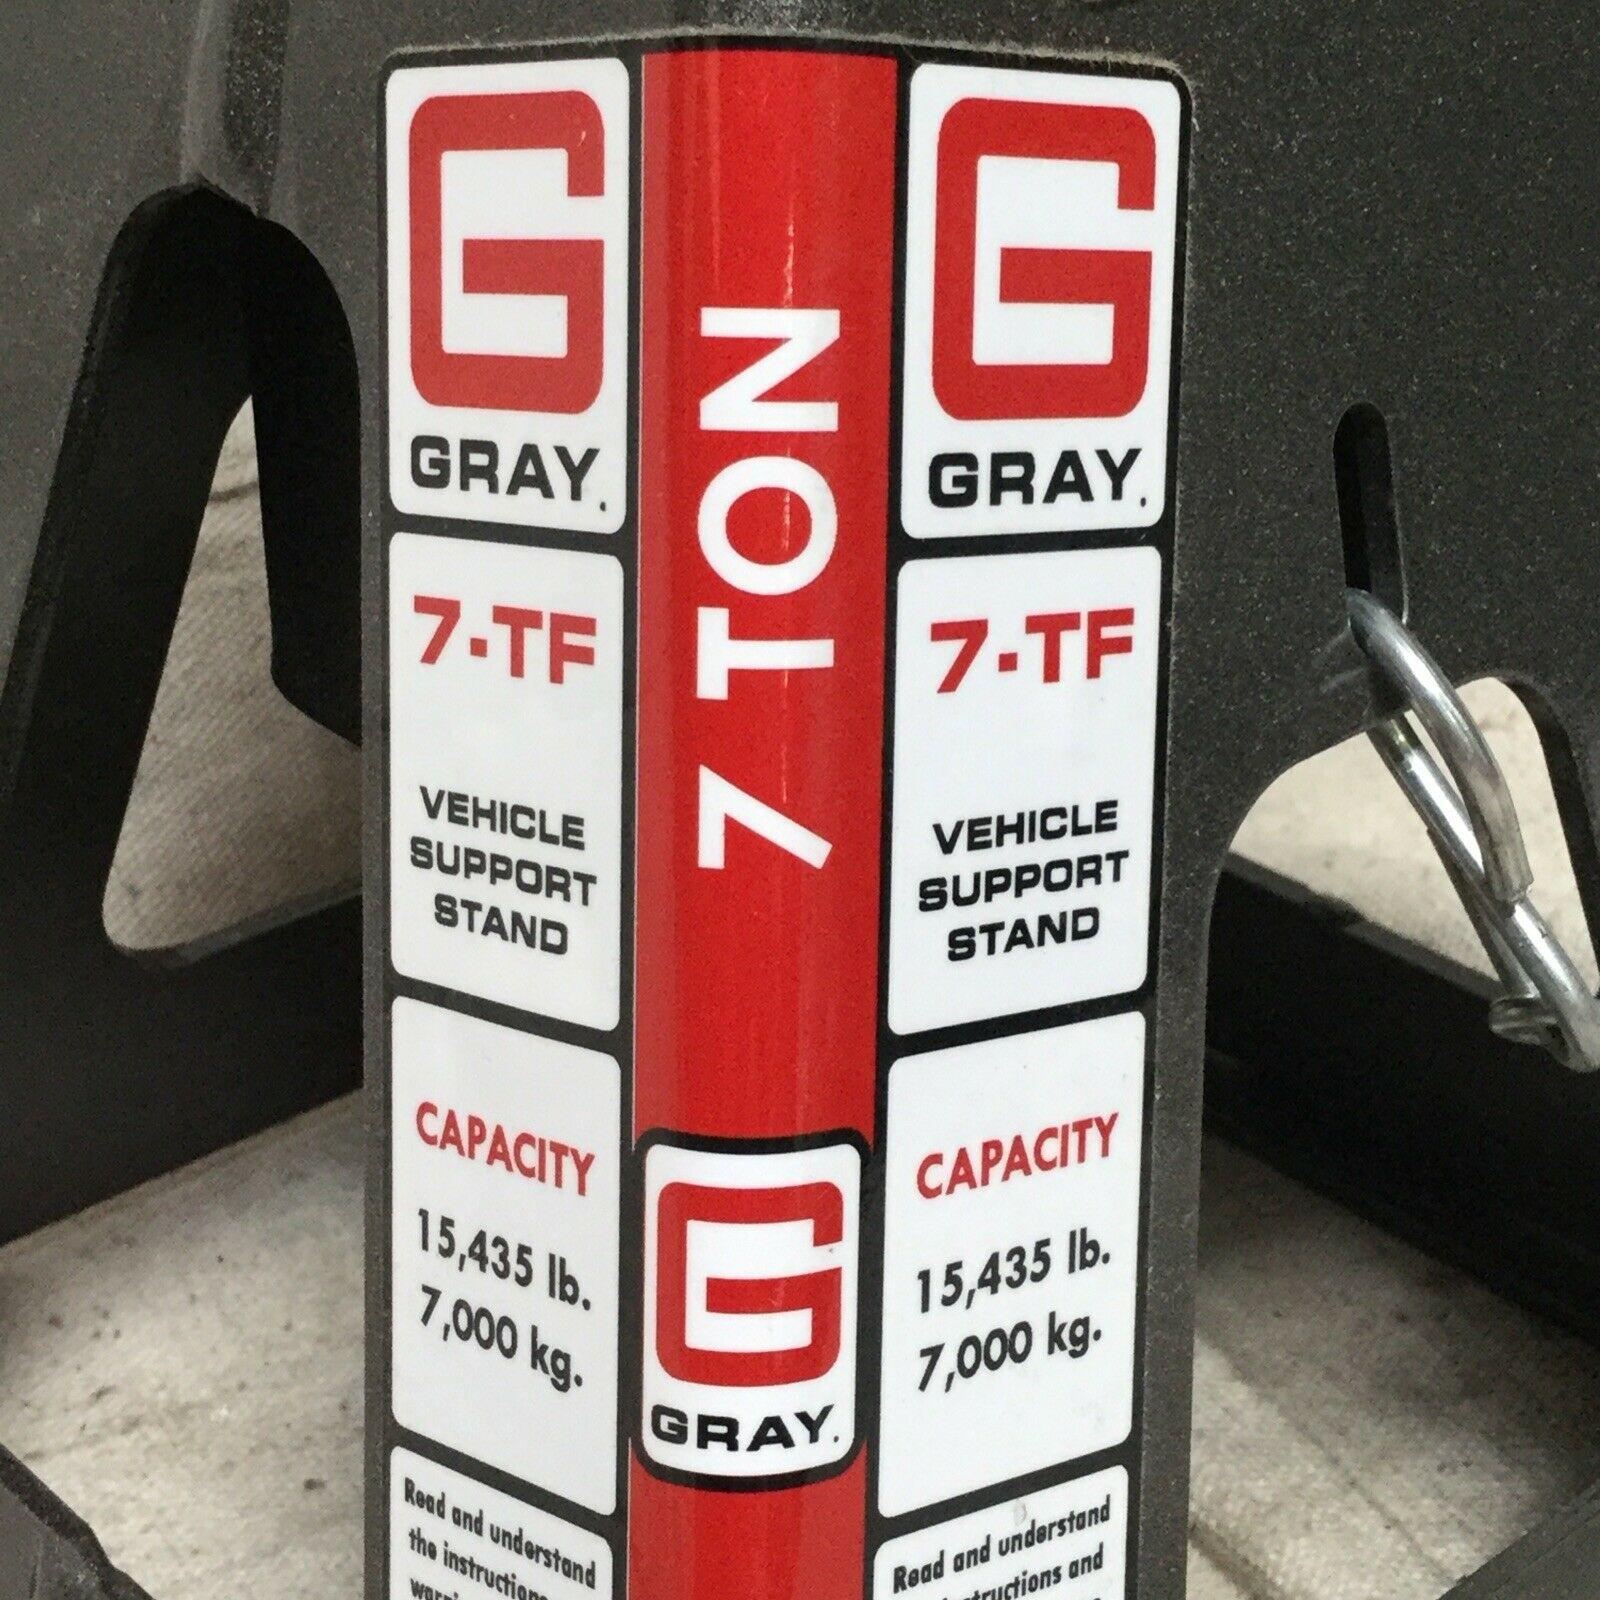 G
GRAY.
7-TF
VEHICLE
SUPPORT
STAND
CAPACITY
15,435 lb.
7,000 kg.
Read and understand
the instructions
7 TON
G
GRAY.
G
GRAY.
7-TF
VEHICLE
SUPPORT
STAND
CAPACITY
15,435 lb.
7,000 kg.
Read and understand
and